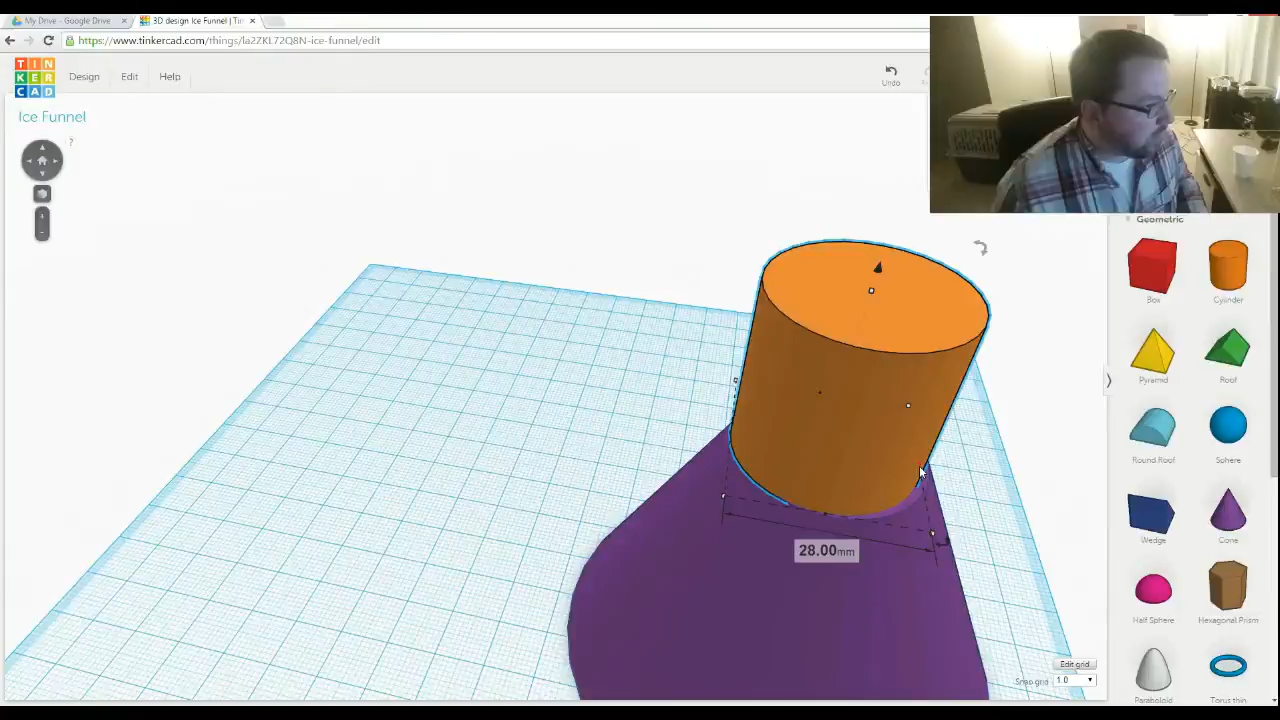 My Drive - Google Drive
3D design Ice Funnel | Tin
https://www.tinkercad.com/things/la2ZKL72Q8N-ice-funnel/edit
TIN
KER
CAD
Design
Edit
Help
Undo
Ice Funnel
?
Geometric
Box
Cylinder
Pyramid
Roof
Round Roof
Sphere
Wedge
Cone
Half Sphere
Hexagonal Prism
Paraboloid
Torus thin
28.00mm
Edit grid
Snap grid 1.0